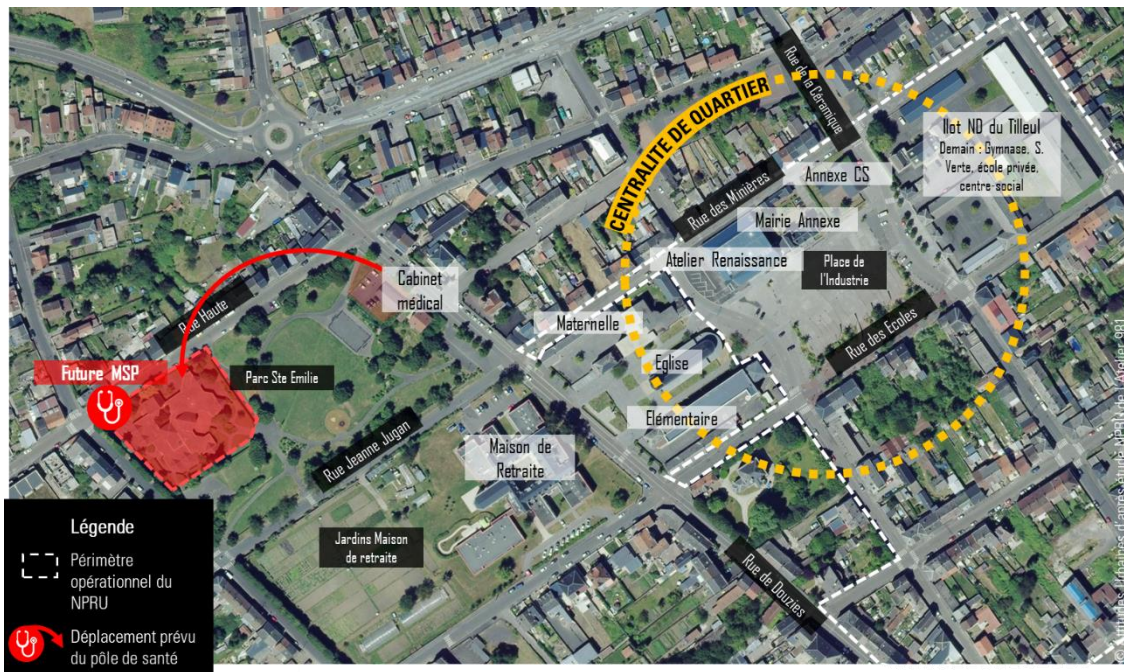 CENTRALITE DE QUARTIER
Rue de la Céramique
Ilot ND du Tilleul
Demain : Gymnase, S.
Verte, école privée,
centre-social
Annexe CS
Rue des Minières
Mairie Annexe
Atelier Renaissance
Place de
l'Industrie
Cabinet
médical
Rue Haute
Maternelle
Rue des Ecoles
Eglise
Future MSP
Parc Ste Emilie
Elémentaire
Rue Jeanne Jugan
Maison de
Retraite
Jardins Maison
de retraite
Rue de Douzies
Légende
Périmètre
opérationnel du
NPRU
Déplacement prévu
du pôle de santé